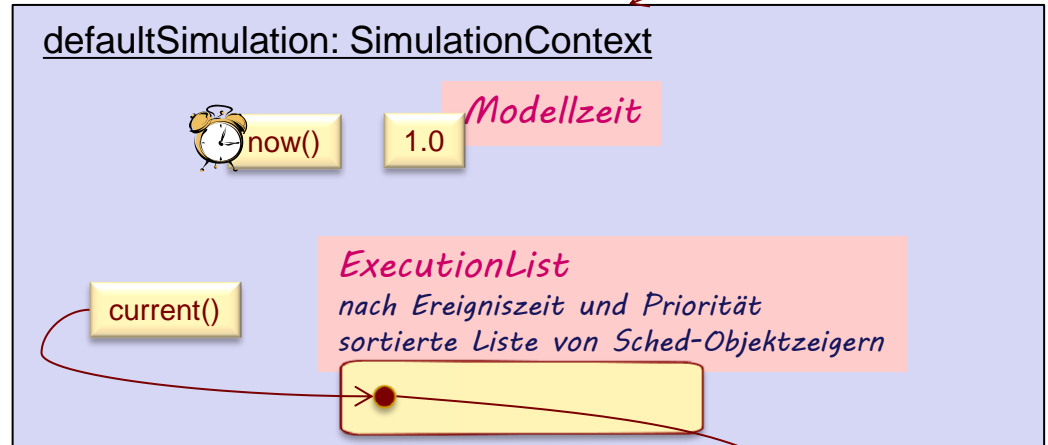 defaultSimulation: SimulationContext
Modellzeit
now()
1.0
ExecutionList
nach Ereigniszeit und Priorität
sortierte Liste von Sched-Objektzeigern
current()